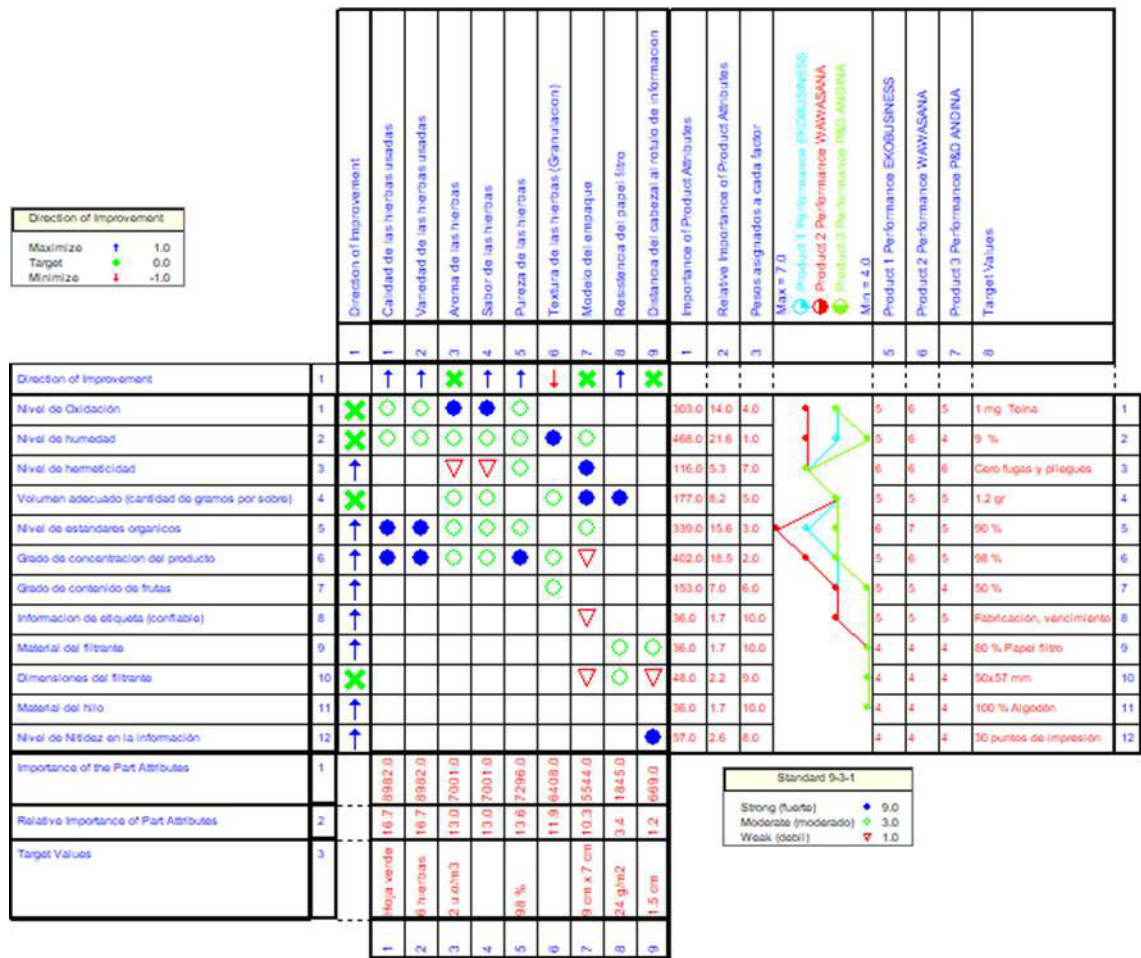 Direction of Improvement
Maximize 1.0
Target 0.0
Minimize -1.0
Direction of Improvement
Calidad de las hierbas usadas
Variedad de las hierbas usadas
Aroma de las hierbas
Sabor de las hierbas
Pureza de las hierbas
Textura de las hierbas (Granulacion)
Modelo del empaque
Resistencia del papel filtro
Distancia del cabezal al rotulo de informacion
Importance of Product Attributes
Relative Importance of Product Attributes
Pesos asignados a cada factor
Max = 7.0
Product 1 Performance EKOBUSINESS
Product 2 Performance WAWASANA
Product 3 Performance P&D ANDINA
Min = 4.0
Product 1 Performance EKOBUSINESS
Product 2 Performance WAWASANA
Product 3 Performance P&D ANDINA
Target Values
1 1 2 3 4 5 6 7 8 9 1 2 3 5 6 7 8
Direction of Improvement 1
Nivel de Oxidación 1 303.0 14.0 4.0 5 6 5 1 mg Teina 1
Nivel de humedad 2 468.0 21.6 1.0 5 6 4 9 % 2
Nivel de hermeticidad 3 116.0 5.3 7.0 6 6 6 Cero fugas y pliegues 3
Volumen adecuado (cantidad de gramos por sobre) 4 177.0 8.2 5.0 5 5 5 1.2 gr 4
Nivel de estandares organicos 5 339.0 15.6 3.0 6 7 5 90 % 5
Grado de concentracion del producto 6 402.0 18.5 2.0 5 6 5 98 % 6
Grado de contenido de frutas 7 153.0 7.0 6.0 5 5 4 50 % 7
Informacion de etiqueta (confiable) 8 36.0 1.7 10.0 5 5 5 Fabricación, vencimiento 8
Material del filtrante 9 36.0 1.7 10.0 4 4 4 80 % Papel filtro 9
Dimensiones del filtrante 10 48.0 2.2 9.0 4 4 4 50x57 mm 10
Material del hilo 11 36.0 1.7 10.0 4 4 4 100 % Algodón 11
Nivel de Nitidez en la información 12 57.0 2.6 8.0 4 4 4 30 puntos de impresión 12
Importance of the Part Attributes 1 8982.0 8982.0 7001.0 7001.0 7296.0 6408.0 5544.0 1845.0 669.0
Relative Importance of Part Attributes 2 16.7 16.7 13.0 13.0 13.6 11.9 10.3 3.4 1.2
Target Values 3 Hoja verde 6 hierbas 2 u.o/m3 98 % 9 cm x 7 cm 24 g/m2 1.5 cm
1 2 3 4 5 6 7 8 9
Standard 9-3-1
Strong (fuerte) 9.0
Moderate (moderado) 3.0
Weak (debil) 1.0